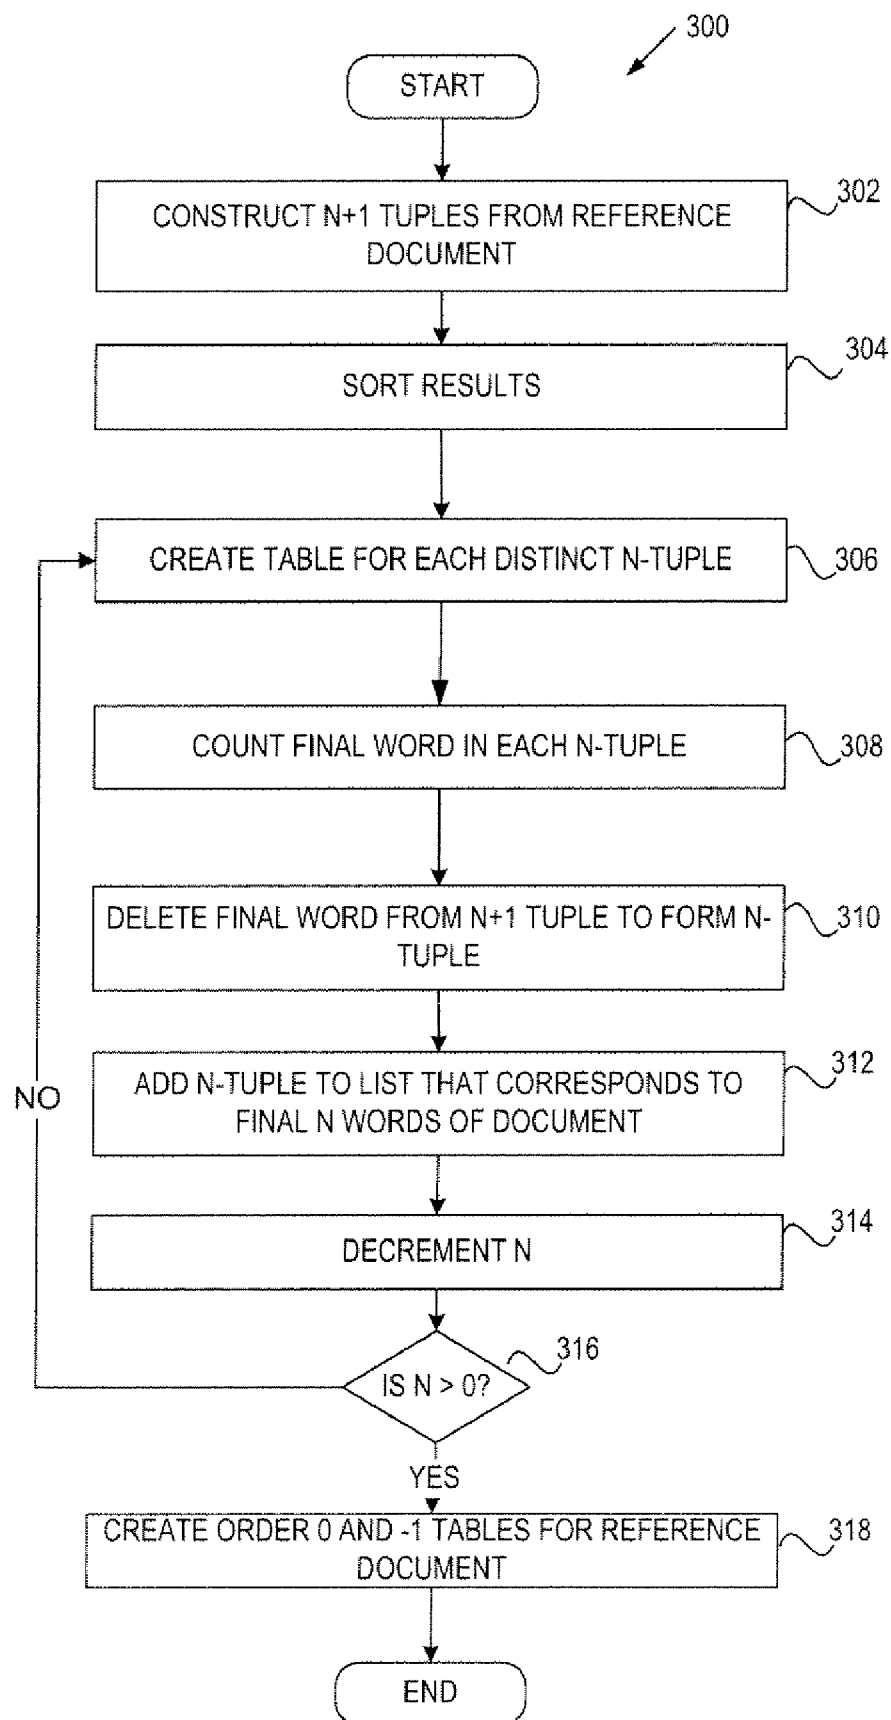 300
START
302
CONSTRUCT N+1 TUPLES FROM REFERENCE
DOCUMENT
304
SORT RESULTS
CREATE TABLE FOR EACH DISTINCT N-TUPLE
306
COUNT FINAL WORD IN EACH N-TUPLE
308
DELETE FINAL WORD FROM N+1 TUPLE TO FORM N-
TUPLE
310
ADD N-TUPLE TO LIST THAT CORRESPONDS TO
FINAL N WORDS OF DOCUMENT
312
NO
DECREMENT N
314
IS N > 0?
316
YES
CREATE ORDER 0 AND -1 TABLES FOR REFERENCE
DOCUMENT
318
END